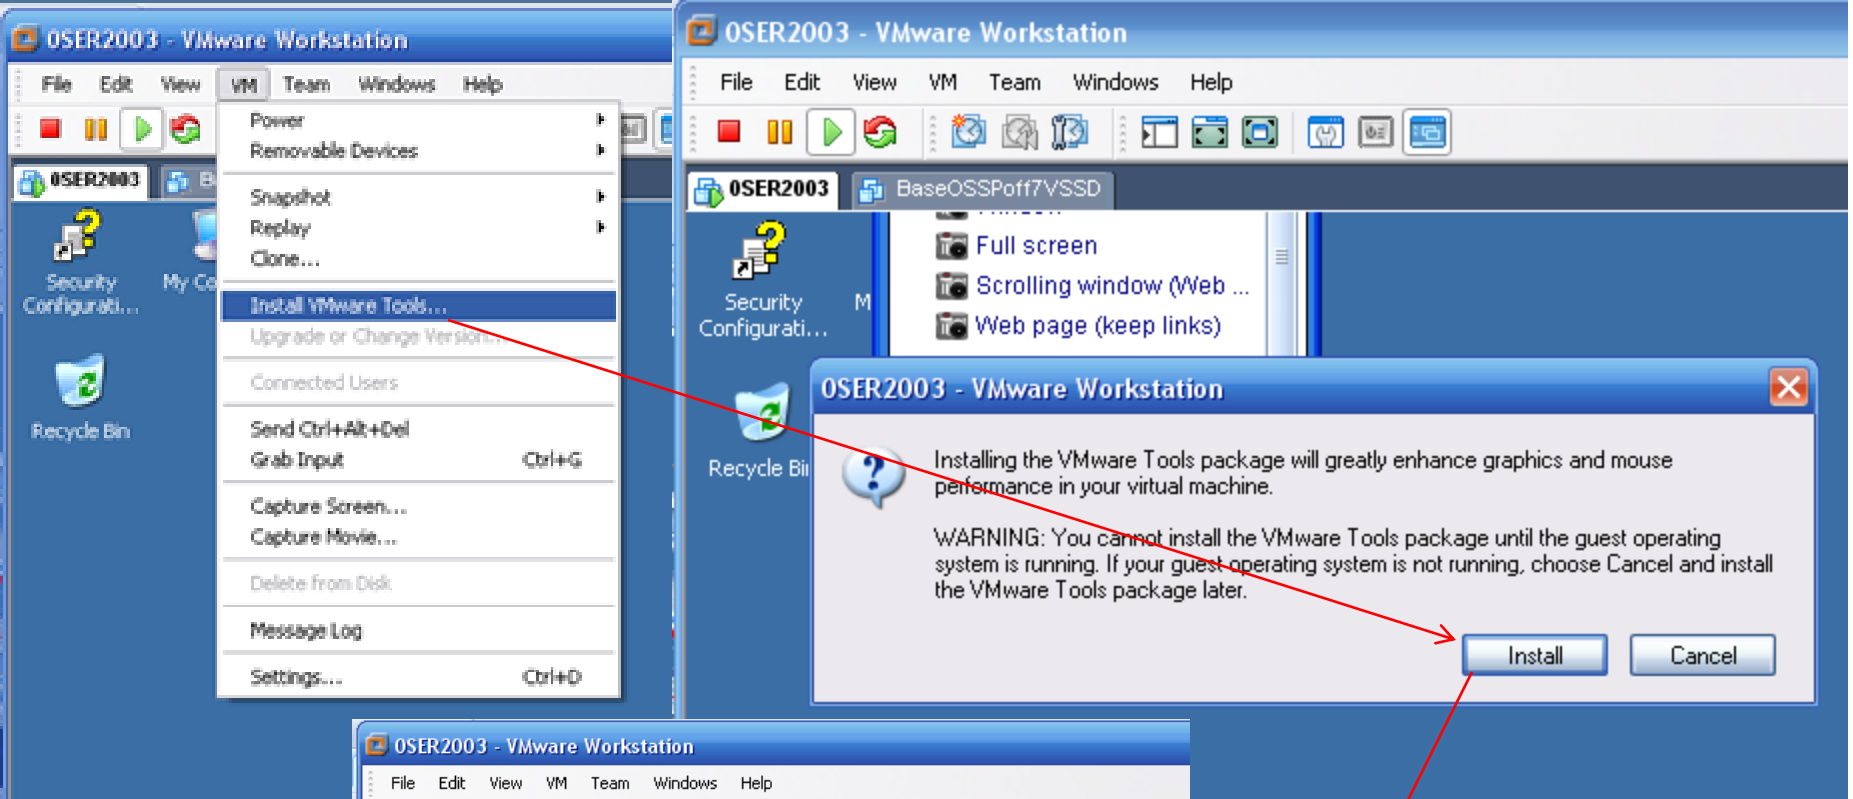 0SER2003 - VMware Workstation
File Edit View VM Team Windows Help
Power
Removable Devices
Snapshot
Replay
Clone...
Install VMware Tools...
Upgrade or Change Version...
Connected Users
Send Ctrl+Alt+Del
Grab Input Ctrl+G
Capture Screen...
Capture Movie...
Delete from Disk
Message Log
Settings... Ctrl+D
0SER2003 B
Security
Configurati...
My Co
Recycle Bin
0SER2003 - VMware Workstation
File Edit View VM Team Windows Help
0SER2003 BaseOSSPoff7VSSD
Full screen
Scrolling window (Web ...
Web page (keep links)
Security
Configurati...
M
Recycle Bi
0SER2003 - VMware Workstation
Installing the VMware Tools package will greatly enhance graphics and mouse
performance in your virtual machine.
WARNING: You cannot install the VMware Tools package until the guest operating
system is running. If your guest operating system is not running, choose Cancel and install
the VMware Tools package later.
Install Cancel
0SER2003 - VMware Workstation
File Edit View VM Team Windows Help